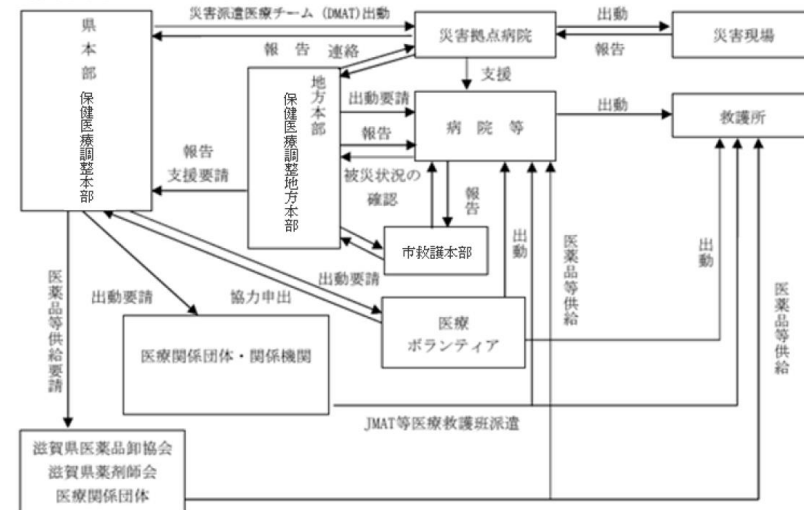 災害派遣医療チーム(DMAT)出動
報告
連絡
県本部
保健医療調整本部
地方本部
保健医療調整地方本部
災害拠点病院
出動
報告
災害現場
支援
出動要請
報告
被災状況の
確認
病院等
出動
救護所
報告
支援要請
報告
市救護本部
出動
医薬品等供給
出動
医薬品等供給
医薬品等供給要請
出動要請
協力申出
出動要請
医療
ボランティア
医療関係団体・関係機関
JMAT等医療救護班派遣
滋賀県医薬品卸協会
滋賀県薬剤師会
医療関係団体